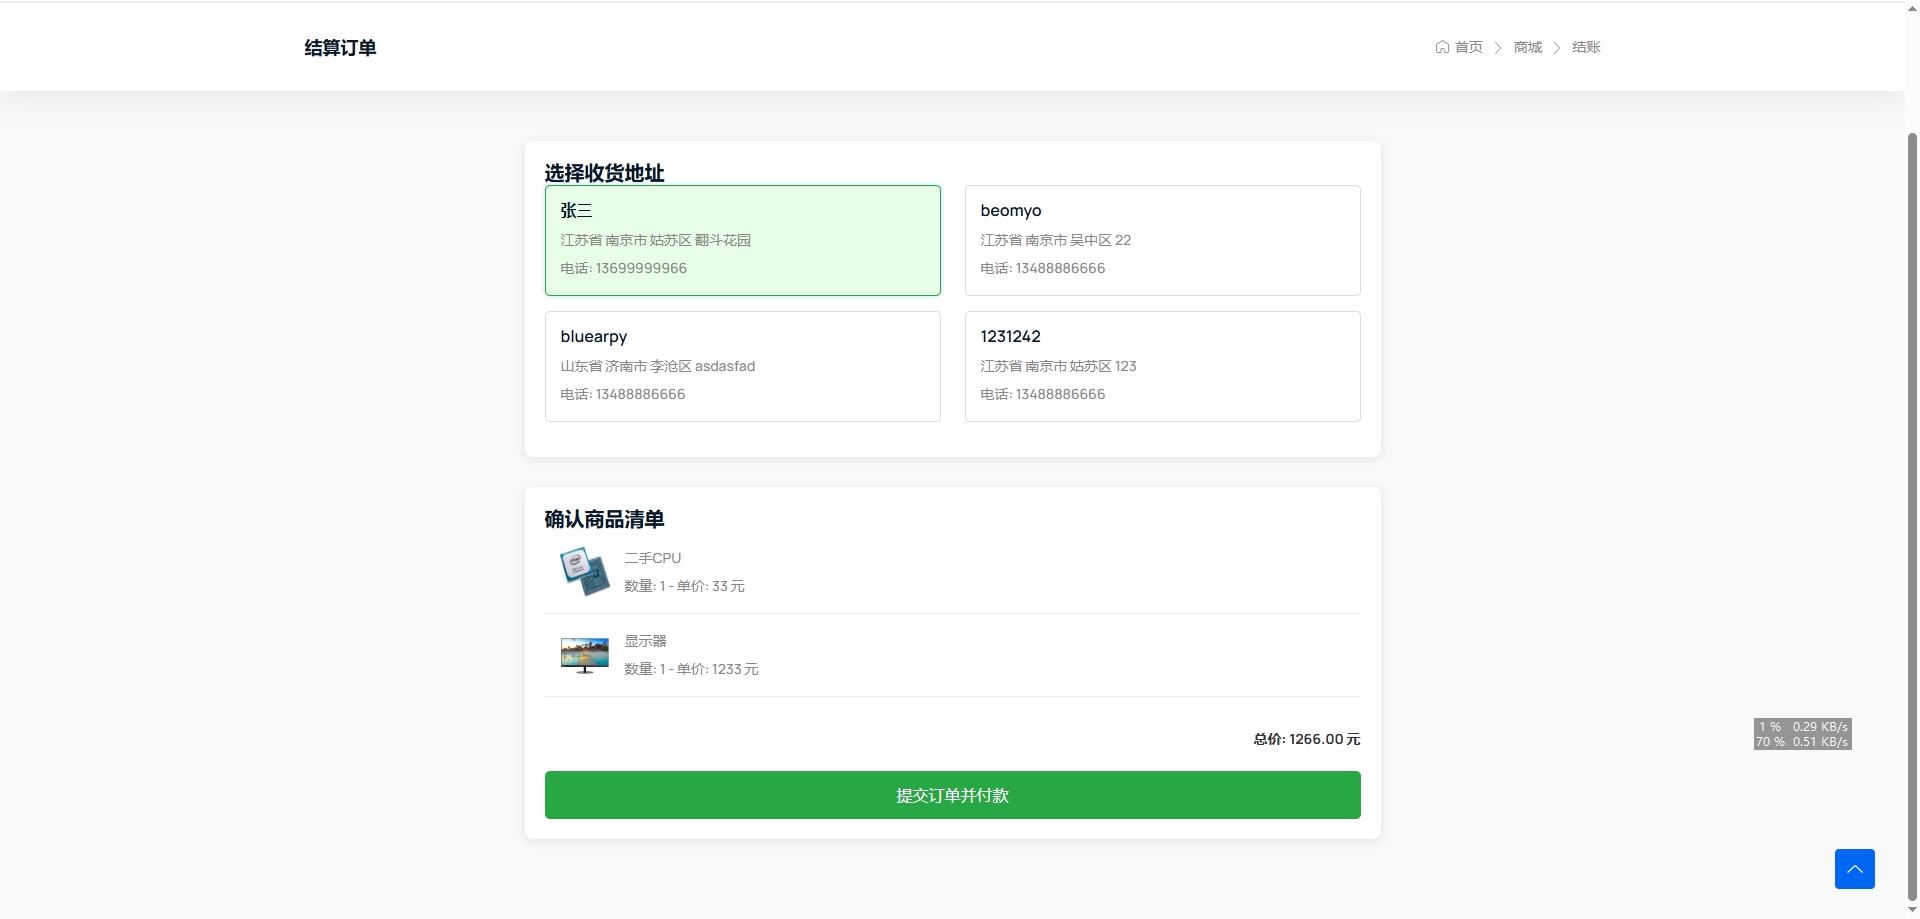 结算订单
首页 > 商城 > 结账
选择收货地址
张三
江苏省 南京市 姑苏区 翻斗花园
电话: 13699999966
beomyo
江苏省 南京市 吴中区 22
电话: 13488886666
bluearpy
山东省 济南市 李沧区 asdasfad
电话: 13488886666
1231242
江苏省 南京市 姑苏区 123
电话: 13488886666
确认商品清单
二手CPU
数量: 1 - 单价: 33 元
显示器
数量: 1 - 单价: 1233 元
总价: 1266.00 元
提交订单并付款
1 % 0.29 KB/s
70 % 0.51 KB/s